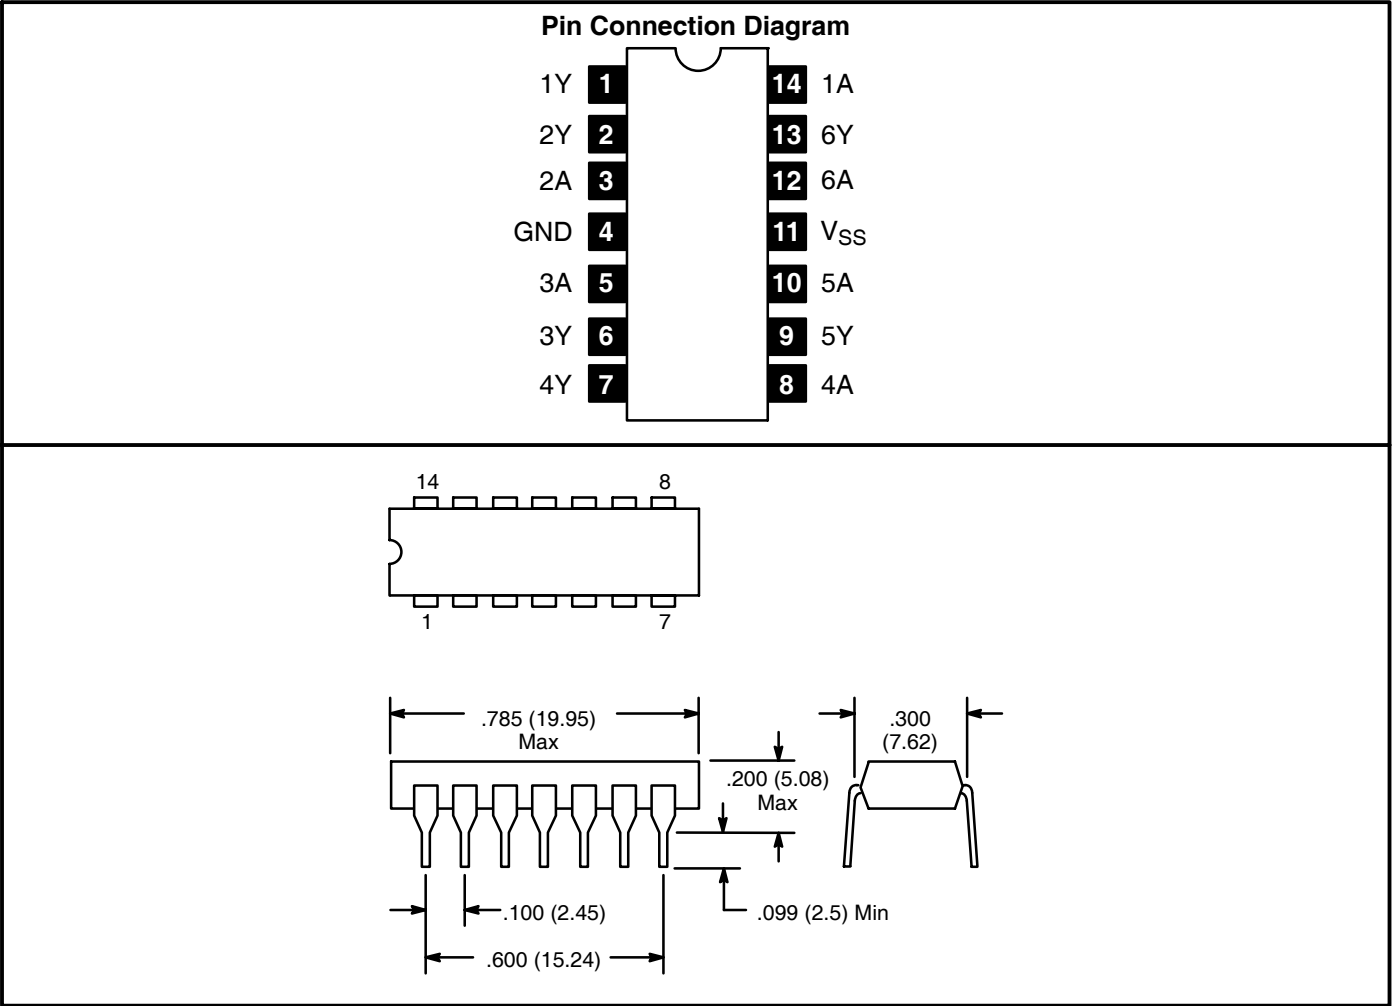 Pin Connection Diagram
1Y 1 14 1A
2Y 2 13 6Y
2A 3 12 6A
GND 4 11 VSS
3A 5 10 5A
3Y 6 9 5Y
4Y 7 8 4A
14 8
1 7
.785 (19.95)
Max
.300
(7.62)
.200 (5.08)
Max
.100 (2.45)
.099 (2.5) Min
.600 (15.24)